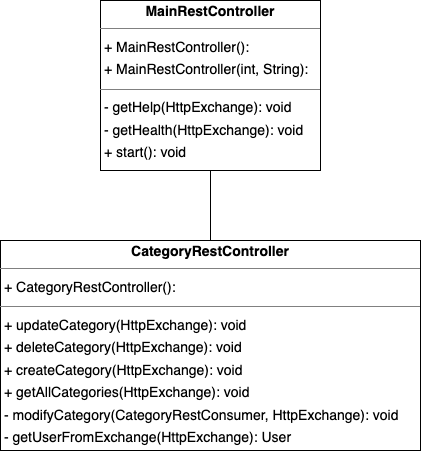 MainRestController
+ MainRestController():
+ MainRestController(int, String):
- getHelp(HttpExchange): void
- getHealth(HttpExchange): void
+ start(): void
CategoryRestController
+ CategoryRestController():
+ updateCategory(HttpExchange): void
+ deleteCategory(HttpExchange): void
+ createCategory(HttpExchange): void
+ getAllCategories(HttpExchange): void
- modifyCategory(CategoryRestConsumer, HttpExchange): void
- getUserFromExchange(HttpExchange): User